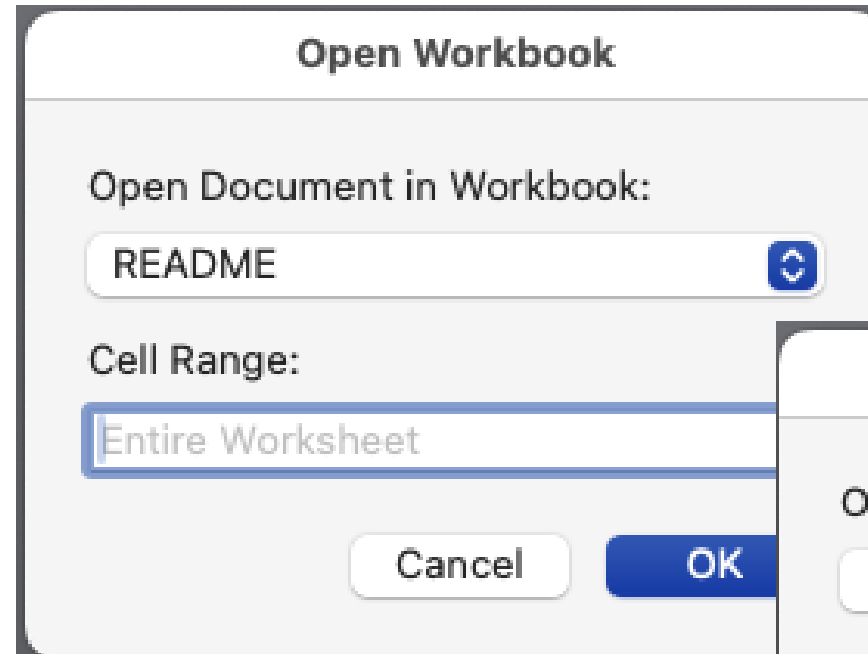 Open Workbook
Open Document in Workbook:
README
Cell Range:
Entire Worksheet
Cancel
OK
O